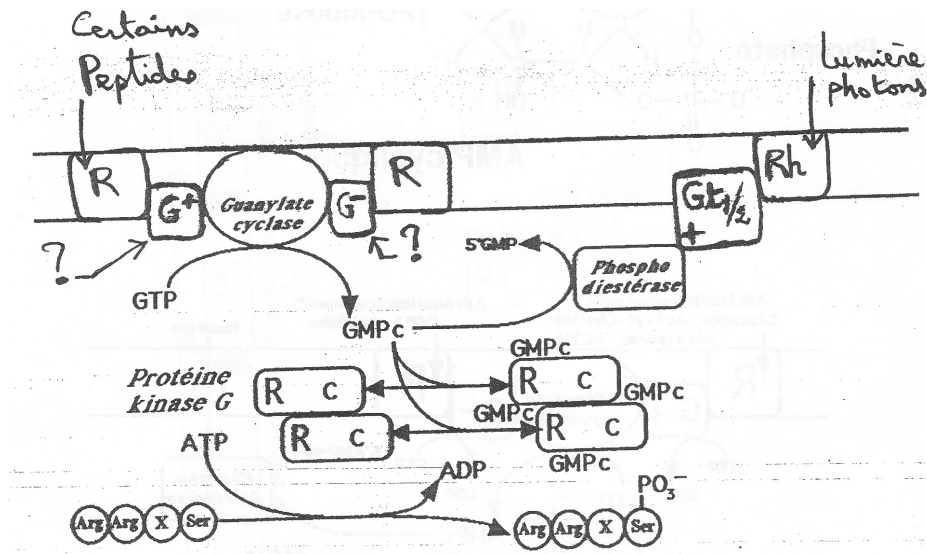 Certains
Peptides
Lumière
photons
R
G+
Guanylate
cyclase
G-
R
Gt1/2
+
Rh
?
?
GTP
5'GMP
Phospho
diestérase
GMPc
Protéine
kinase G
R C
R C
GMPc
R C
GMPc
GMPc
R C
GMPc
ATP
ADP
Arg Arg X Ser
PO3-
Arg Arg X Ser